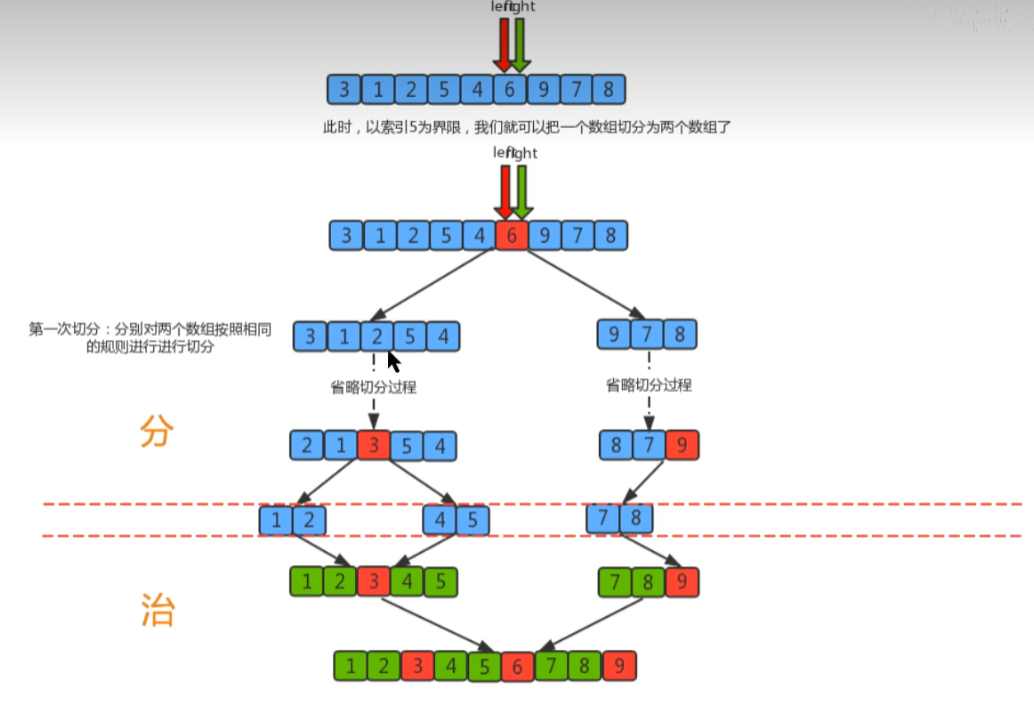 left right
3 1 2 5 4 6 9 7 8
此时，以索引5为界限，我们就可以把一个数组切分为两个数组了
left right
3 1 2 5 4 6 9 7 8
第一次切分：分别对两个数组按照相同
的规则进行进行切分
3 1 2 5 4
9 7 8
省略切分过程
省略切分过程
分
2 1 3 5 4
8 7 9
1 2
4 5
7 8
1 2 3 4 5
7 8 9
治
1 2 3 4 5 6 7 8 9